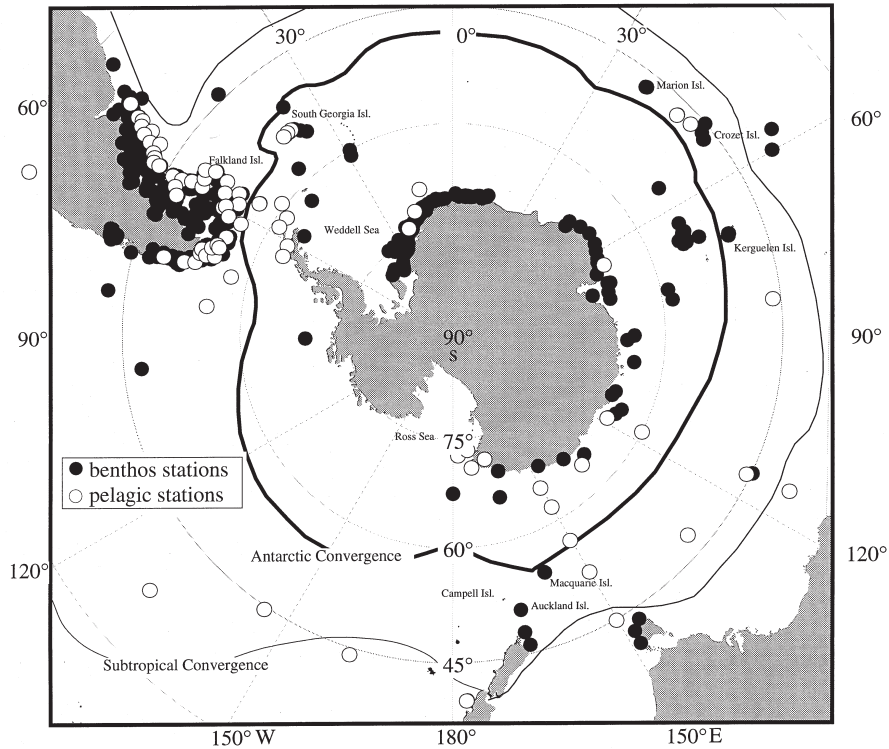 30° 0° 30°
Marion Isl.
60° South Georgia Isl. 60°
Crozet Isl.
Falkland Isl.
Weddell Sea
Kerguelen Isl.
90° 90° 90°
S
Ross Sea 75°
benthos stations
pelagic stations
Antarctic Convergence 60° 120°
120° Macquarie Isl.
Campell Isl. Auckland Isl.
Subtropical Convergence 45°
150°W 180° 150°E